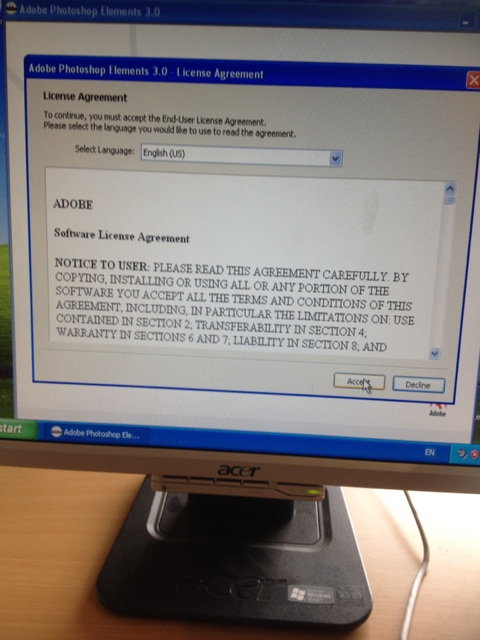 Adobe Photoshop Elements 3.0
Adobe Photoshop Elements 3.0 - License Agreement
License Agreement
To continue, you must accept the End-User License Agreement.
Please select the language you would like to use to read the agreement.
Select Language: English (US)
ADOBE
Software License Agreement
NOTICE TO USER: PLEASE READ THIS AGREEMENT CAREFULLY. BY
COPYING, INSTALLING OR USING ALL OR ANY PORTION OF THE
SOFTWARE YOU ACCEPT ALL THE TERMS AND CONDITIONS OF THIS
AGREEMENT, INCLUDING, IN PARTICULAR THE LIMITATIONS ON: USE
CONTAINED IN SECTION 2; TRANSFERABILITY IN SECTION 4;
WARRANTY IN SECTIONS 6 AND 7; LIABILITY IN SECTION 8; AND
Accept Decline
Adobe
start Adobe Photoshop Ele... EN
acer
acer
Windows